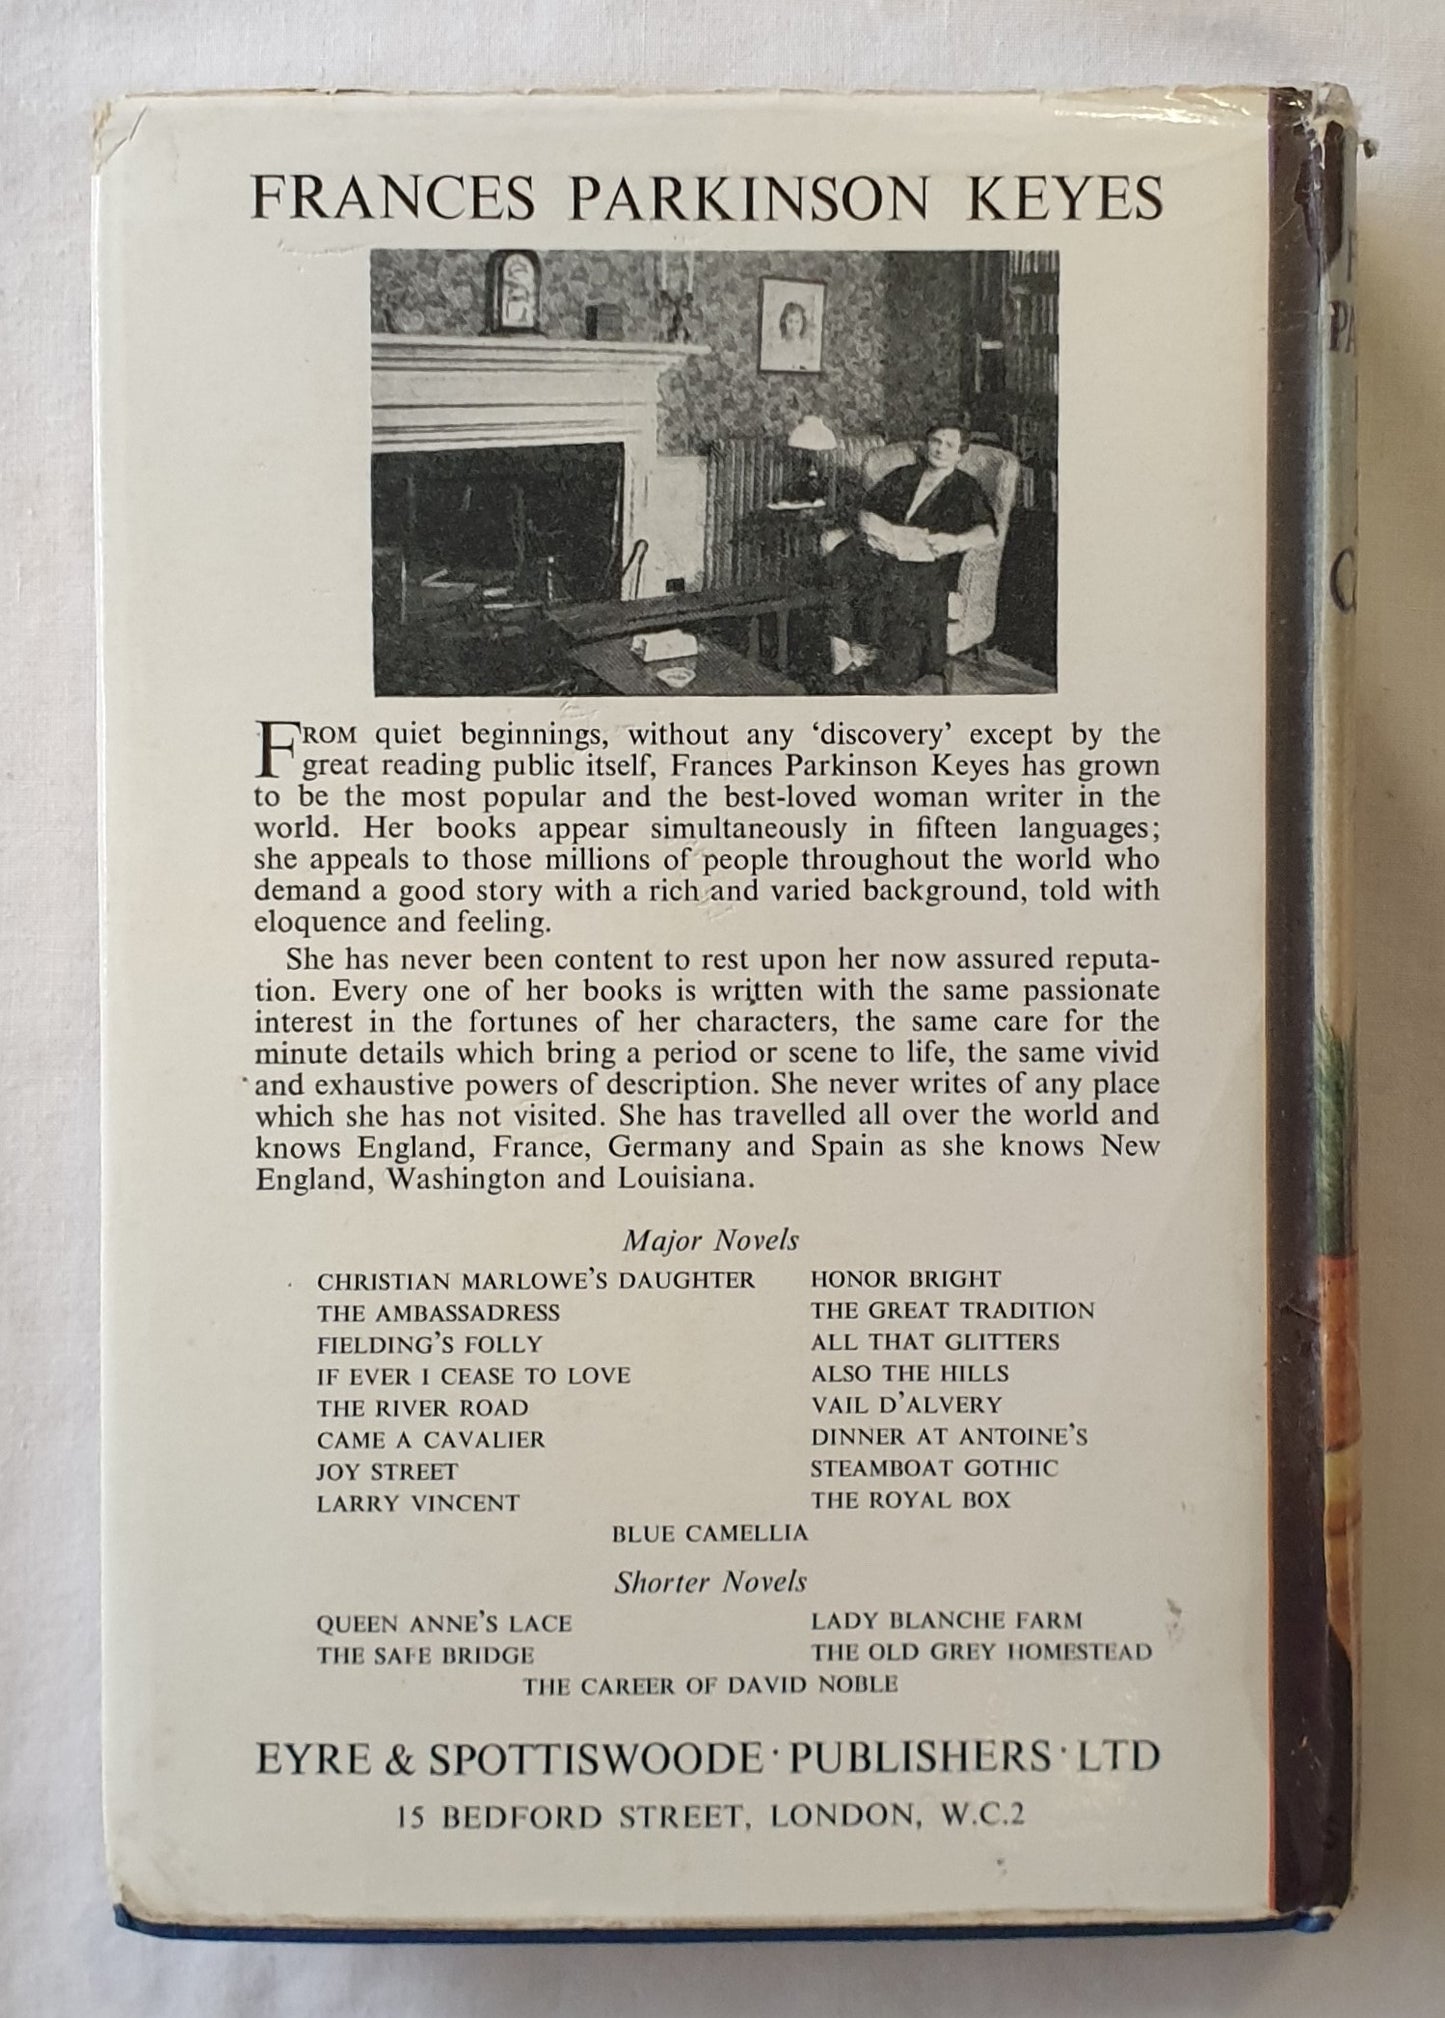 FRANCES PARKINSON KEYES
FROM quiet beginnings, without any ‘discovery’ except by the
great reading public itself, Frances Parkinson Keyes has grown
to be the most popular and the best-loved woman writer in the
world. Her books appear simultaneously in fifteen languages;
she appeals to those millions of people throughout the world who
demand a good story with a rich and varied background, told with
eloquence and feeling.
She has never been content to rest upon her now assured reputa-
tion. Every one of her books is written with the same passionate
interest in the fortunes of her characters, the same care for the
minute details which bring a period or scene to life, the same vivid
and exhaustive powers of description. She never writes of any place
which she has not visited. She has travelled all over the world and
knows England, France, Germany and Spain as she knows New
England, Washington and Louisiana.
Major Novels
CHRISTIAN MARLOWE'S DAUGHTER
THE AMBASSADRESS
FIELDING'S FOLLY
IF EVER I CEASE TO LOVE
THE RIVER ROAD
CAME A CAVALIER
JOY STREET
LARRY VINCENT
HONOR BRIGHT
THE GREAT TRADITION
ALL THAT GLITTERS
ALSO THE HILLS
VAIL D'ALVERY
DINNER AT ANTOINE'S
STEAMBOAT GOTHIC
THE ROYAL BOX
BLUE CAMELLIA
Shorter Novels
QUEEN ANNE'S LACE
THE SAFE BRIDGE
LADY BLANCHE FARM
THE OLD GREY HOMESTEAD
THE CAREER OF DAVID NOBLE
EYRE & SPOTTISWOODE · PUBLISHERS · LTD
15 BEDFORD STREET, LONDON, W.C.2